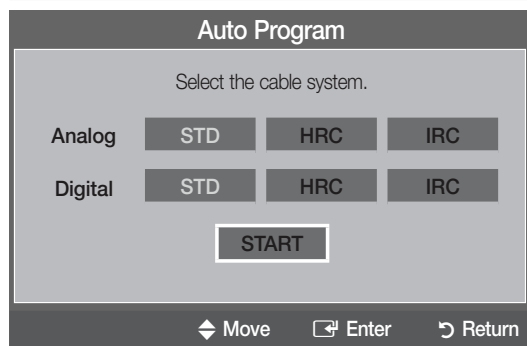 Auto Program
Select the cable system.
Analog STD HRC IRC
Digital STD HRC IRC
START
Move Enter Return